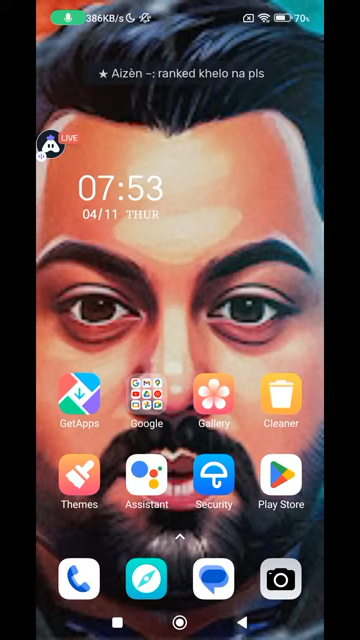 386KB/s
70%
★ Aizèn ~: ranked khelo na pls
LIVE
07:53
04/11 THUR
GetApps Google Gallery Cleaner
Themes Assistant Security Play Store